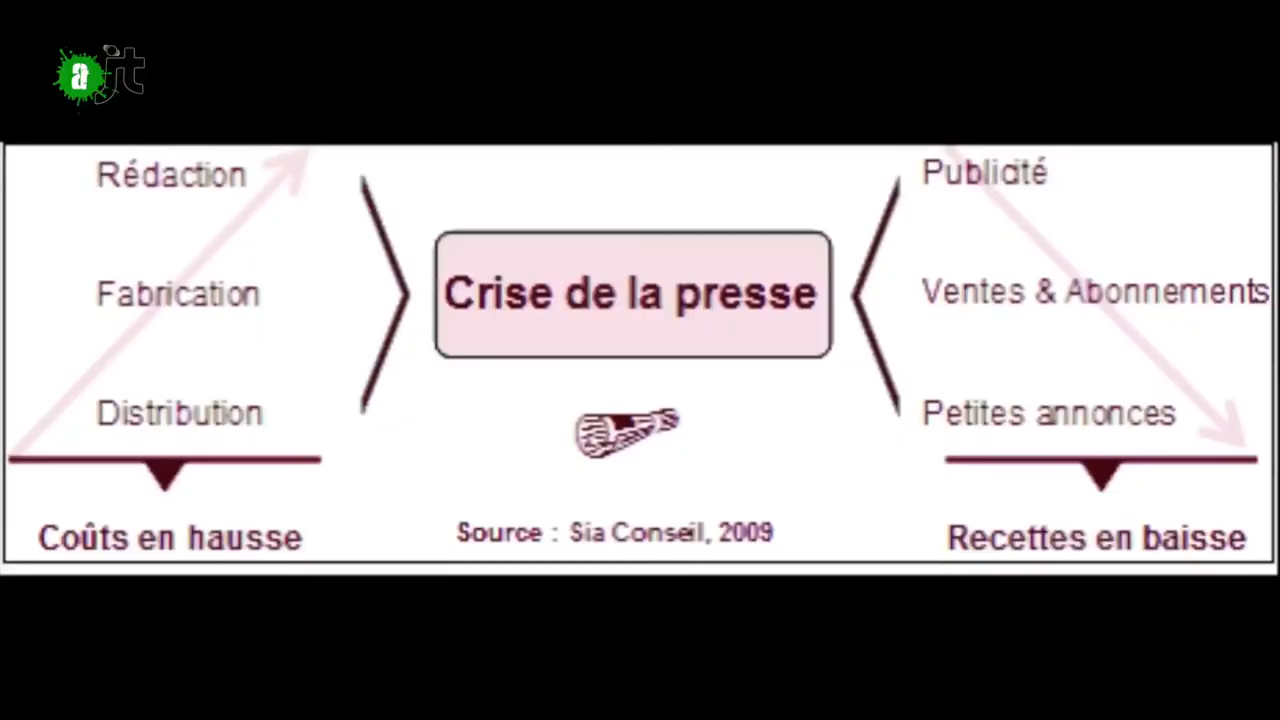 a jt
Rédaction
Fabrication
Distribution
Coûts en hausse
Crise de la presse
Source : Sia Conseil, 2009
Publicité
Ventes & Abonnements
Petites annonces
Recettes en baisse